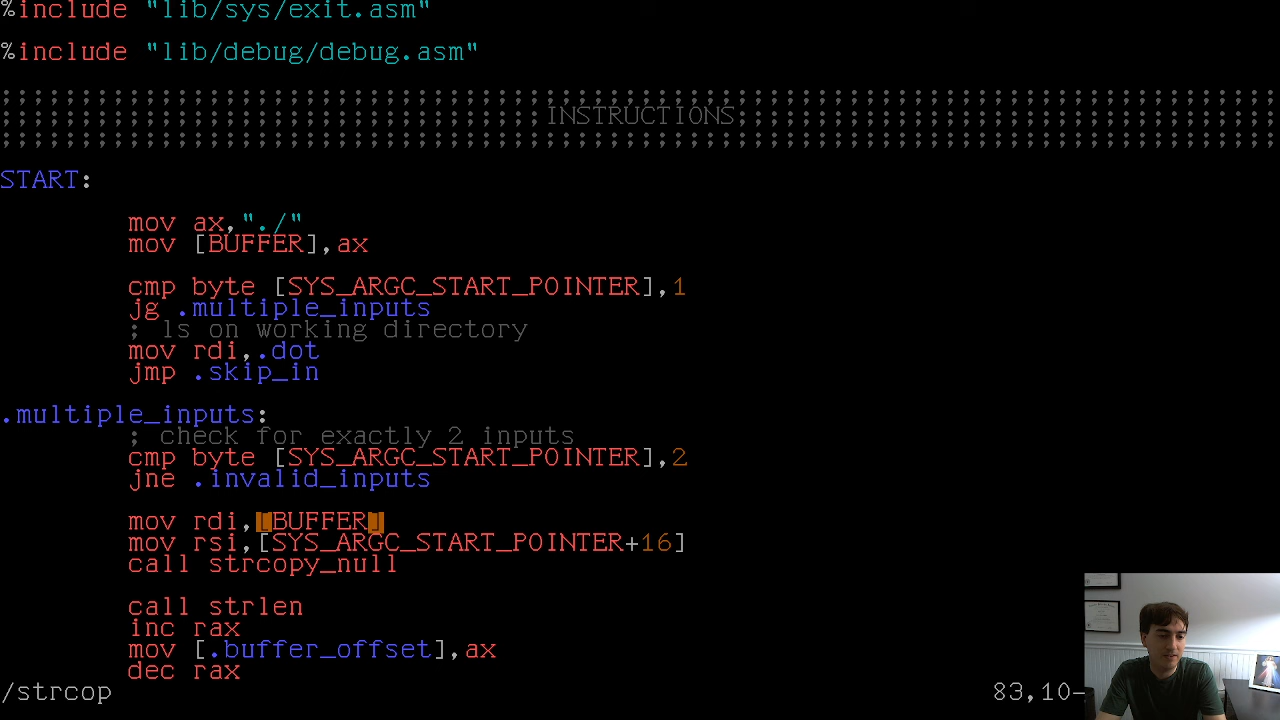 %include "lib/sys/exit.asm"
%include "lib/debug/debug.asm"
;;;;;;;;;;;;;;;;;;;;;;;;;;;;;;;;;;;;;;;;;;;;;;;;;;;;;;;;;;;;;;;;;;;;;;;;;;;;;;;;
;;;;;;;;;;;;;;;;;;;;;;;;;;;;;;;;;;INSTRUCTIONS;;;;;;;;;;;;;;;;;;;;;;;;;;;;;;;;;;
;;;;;;;;;;;;;;;;;;;;;;;;;;;;;;;;;;;;;;;;;;;;;;;;;;;;;;;;;;;;;;;;;;;;;;;;;;;;;;;;
START:
mov ax,"./"
mov [BUFFER],ax
cmp byte [SYS_ARGC_START_POINTER],1
jg .multiple_inputs
; ls on working directory
mov rdi,.dot
jmp .skip_in
.multiple_inputs:
; check for exactly 2 inputs
cmp byte [SYS_ARGC_START_POINTER],2
jne .invalid_inputs
mov rdi,[BUFFER]
mov rsi,[SYS_ARGC_START_POINTER+16]
call strcopy_null
call strlen
inc rax
mov [.buffer_offset],ax
dec rax
/strcop 83,10-